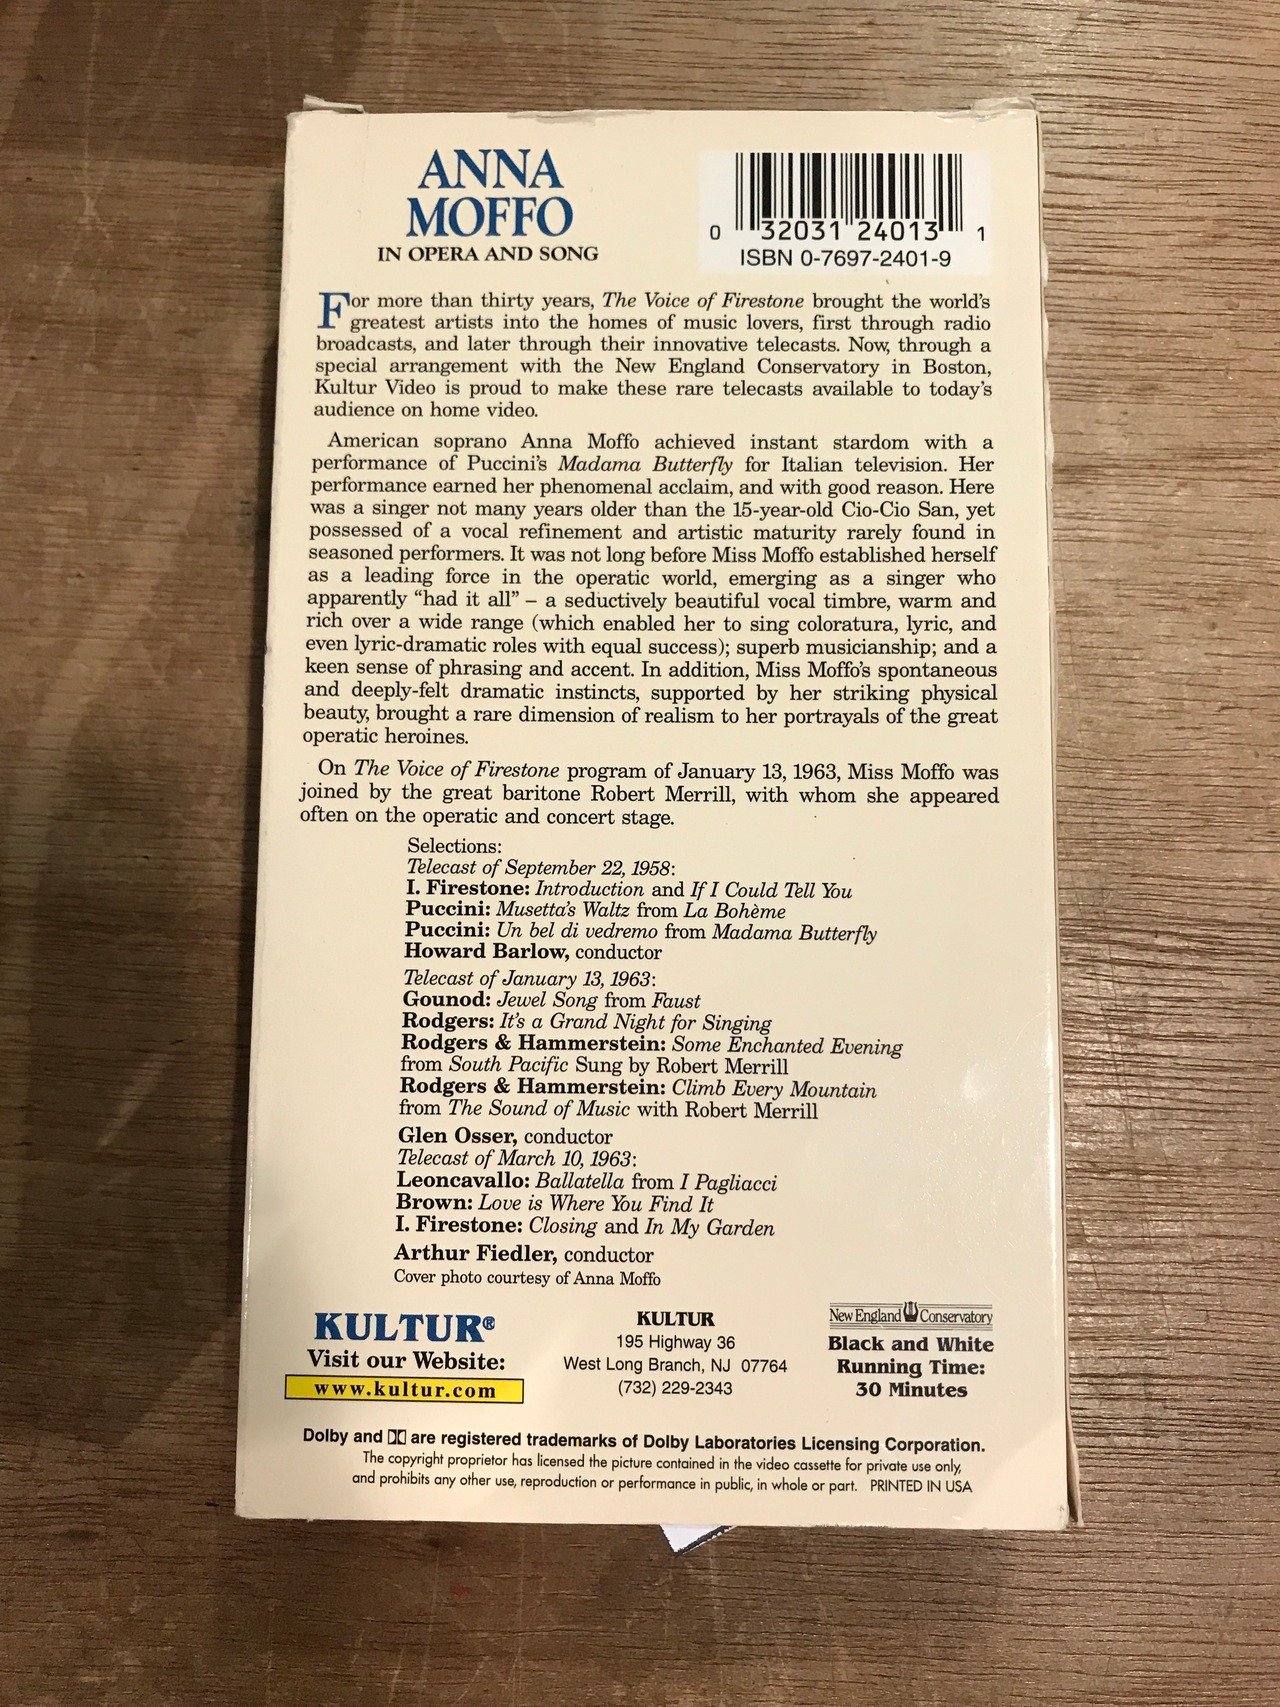 ANNA
MOFFO
IN OPERA AND SONG
0 32031 24013 1
ISBN 0-7697-2401-9
For more than thirty years, The Voice of Firestone brought the world's
greatest artists into the homes of music lovers, first through radio
broadcasts, and later through their innovative telecasts. Now, through a
special arrangement with the New England Conservatory in Boston,
Kultur Video is proud to make these rare telecasts available to today's
audience on home video.
American soprano Anna Moffo achieved instant stardom with a
performance of Puccini's Madama Butterfly for Italian television. Her
performance earned her phenomenal acclaim, and with good reason. Here
was a singer not many years older than the 15-year-old Cio-Cio San, yet
possessed of a vocal refinement and artistic maturity rarely found in
seasoned performers. It was not long before Miss Moffo established herself
as a leading force in the operatic world, emerging as a singer who
apparently “had it all” – a seductively beautiful vocal timbre, warm and
rich over a wide range (which enabled her to sing coloratura, lyric, and
even lyric-dramatic roles with equal success); superb musicianship; and a
keen sense of phrasing and accent. In addition, Miss Moffo's spontaneous
and deeply-felt dramatic instincts, supported by her striking physical
beauty, brought a rare dimension of realism to her portrayals of the great
operatic heroines.
On The Voice of Firestone program of January 13, 1963, Miss Moffo was
joined by the great baritone Robert Merrill, with whom she appeared
often on the operatic and concert stage.
Selections:
Telecast of September 22, 1958:
I. Firestone: Introduction and If I Could Tell You
Puccini: Musetta's Waltz from La Bohème
Puccini: Un bel di vedremo from Madama Butterfly
Howard Barlow, conductor
Telecast of January 13, 1963:
Gounod: Jewel Song from Faust
Rodgers: It's a Grand Night for Singing
Rodgers & Hammerstein: Some Enchanted Evening
from South Pacific Sung by Robert Merrill
Rodgers & Hammerstein: Climb Every Mountain
from The Sound of Music with Robert Merrill
Glen Osser, conductor
Telecast of March 10, 1963:
Leoncavallo: Ballatella from I Pagliacci
Brown: Love is Where You Find It
I. Firestone: Closing and In My Garden
Arthur Fiedler, conductor
Cover photo courtesy of Anna Moffo
KULTUR®
Visit our Website:
www.kultur.com
KULTUR
195 Highway 36
West Long Branch, NJ 07764
(732) 229-2343
New England Conservatory
Black and White
Running Time:
30 Minutes
Dolby and are registered trademarks of Dolby Laboratories Licensing Corporation.
The copyright proprietor has licensed the picture contained in the video cassette for private use only,
and prohibits any other use, reproduction or performance in public, in whole or part. PRINTED IN USA